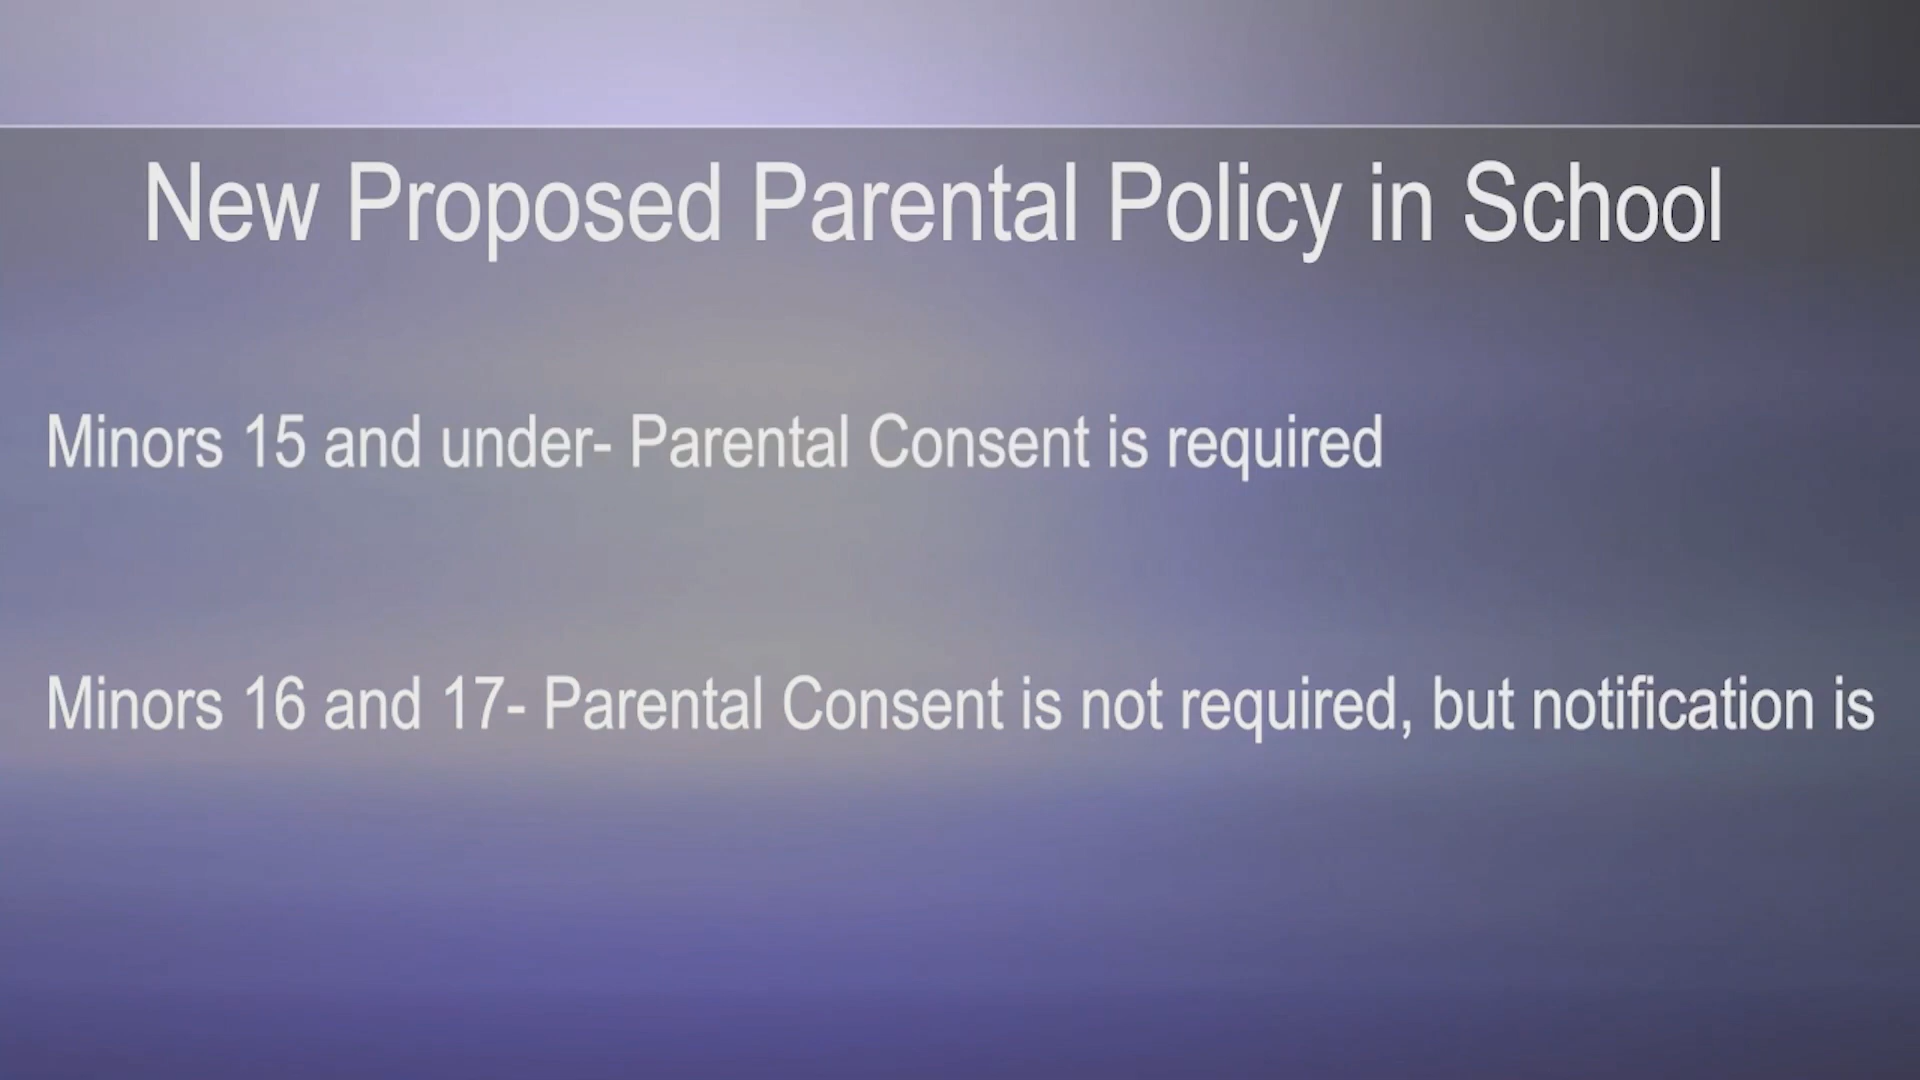 New Proposed Parental Policy in School
Minors 15 and under- Parental Consent is required
Minors 16 and 17- Parental Consent is not required, but notification is